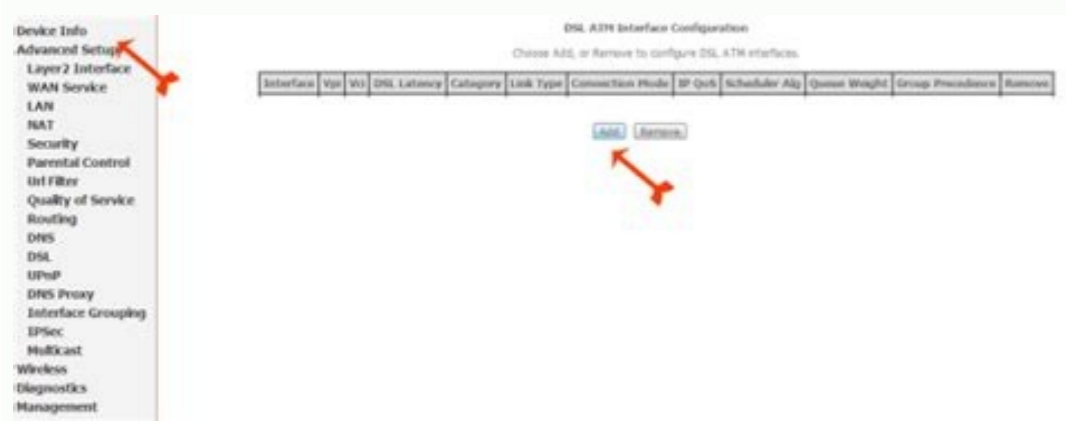 Device Info
Advanced Setup
Layer2 Interface
WAN Service
LAN
NAT
Security
Parental Control
Url Filter
Quality of Service
Routing
DNS
DSL
UPnP
DNS Proxy
Interface Grouping
IPSec
Multicast
Wireless
Diagnostics
Management
DSL ATM Interface Configuration
Choose Add, or Remove to configure DSL ATM interfaces.
Interface Vpi Vci DSL Latency Category Link Type Connection Mode IP QoS Scheduler Alg Queue Weight Group Precedence Remove
Add Remove